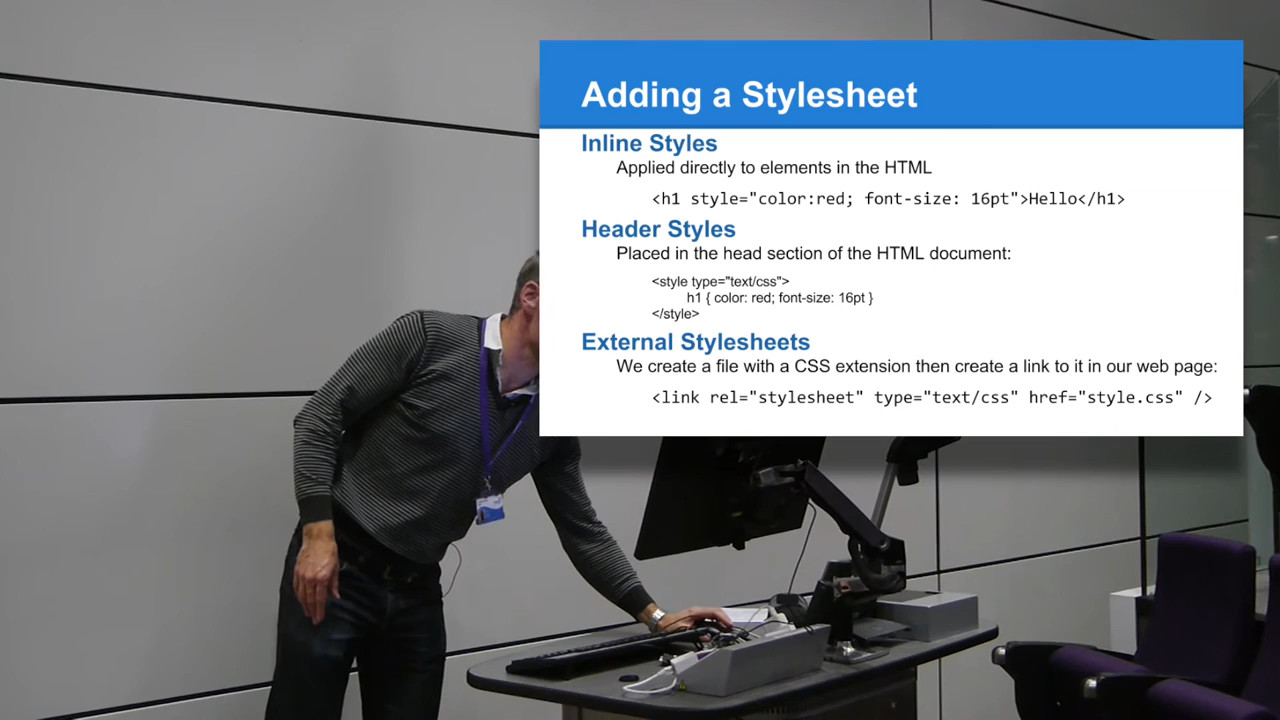 Adding a Stylesheet
Inline Styles
Applied directly to elements in the HTML
<h1 style="color:red; font-size: 16pt">Hello</h1>
Header Styles
Placed in the head section of the HTML document:
<style type="text/css">
h1 { color: red; font-size: 16pt }
</style>
External Stylesheets
We create a file with a CSS extension then create a link to it in our web page:
<link rel="stylesheet" type="text/css" href="style.css" />